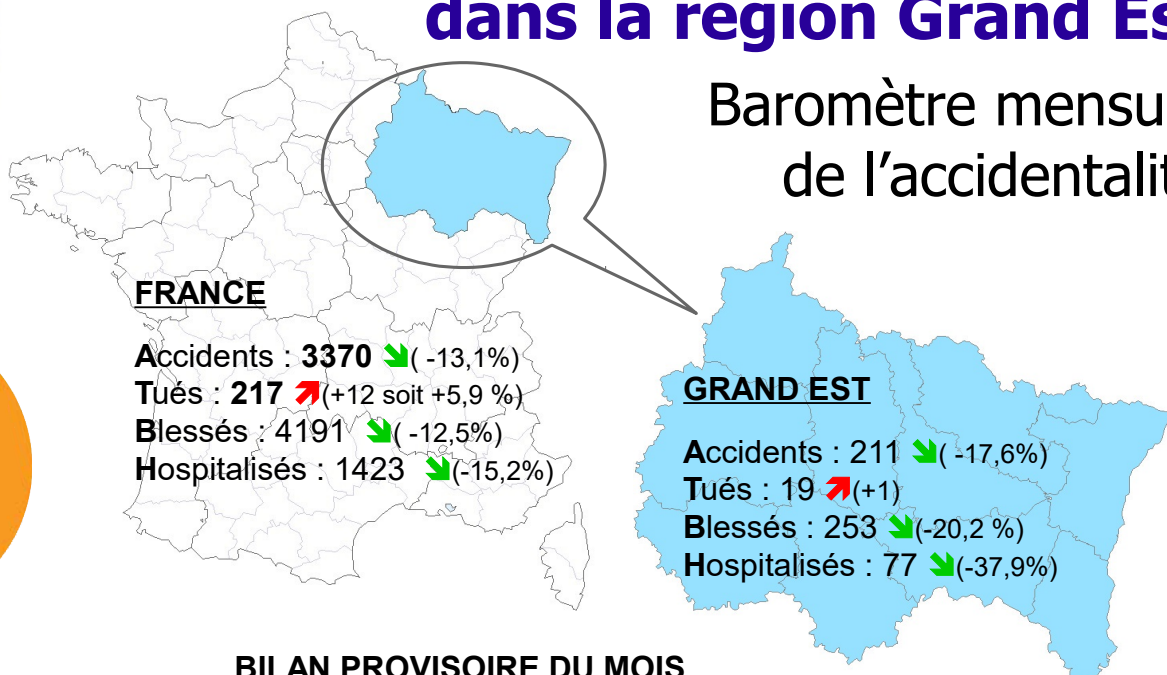 dans la région Grand Es
Baromètre mensu
de l’accidentalit
FRANCE
Accidents : 3370 ( -13,1%)
Tués : 217 (+12 soit +5,9 %)
Blessés : 4191 ( -12,5%)
Hospitalisés : 1423 (-15,2%)
GRAND EST
Accidents : 211 ( -17,6%)
Tués : 19 (+1)
Blessés : 253 (-20,2 %)
Hospitalisés : 77 (-37,9%)
BILAN PROVISOIRE DU MOIS